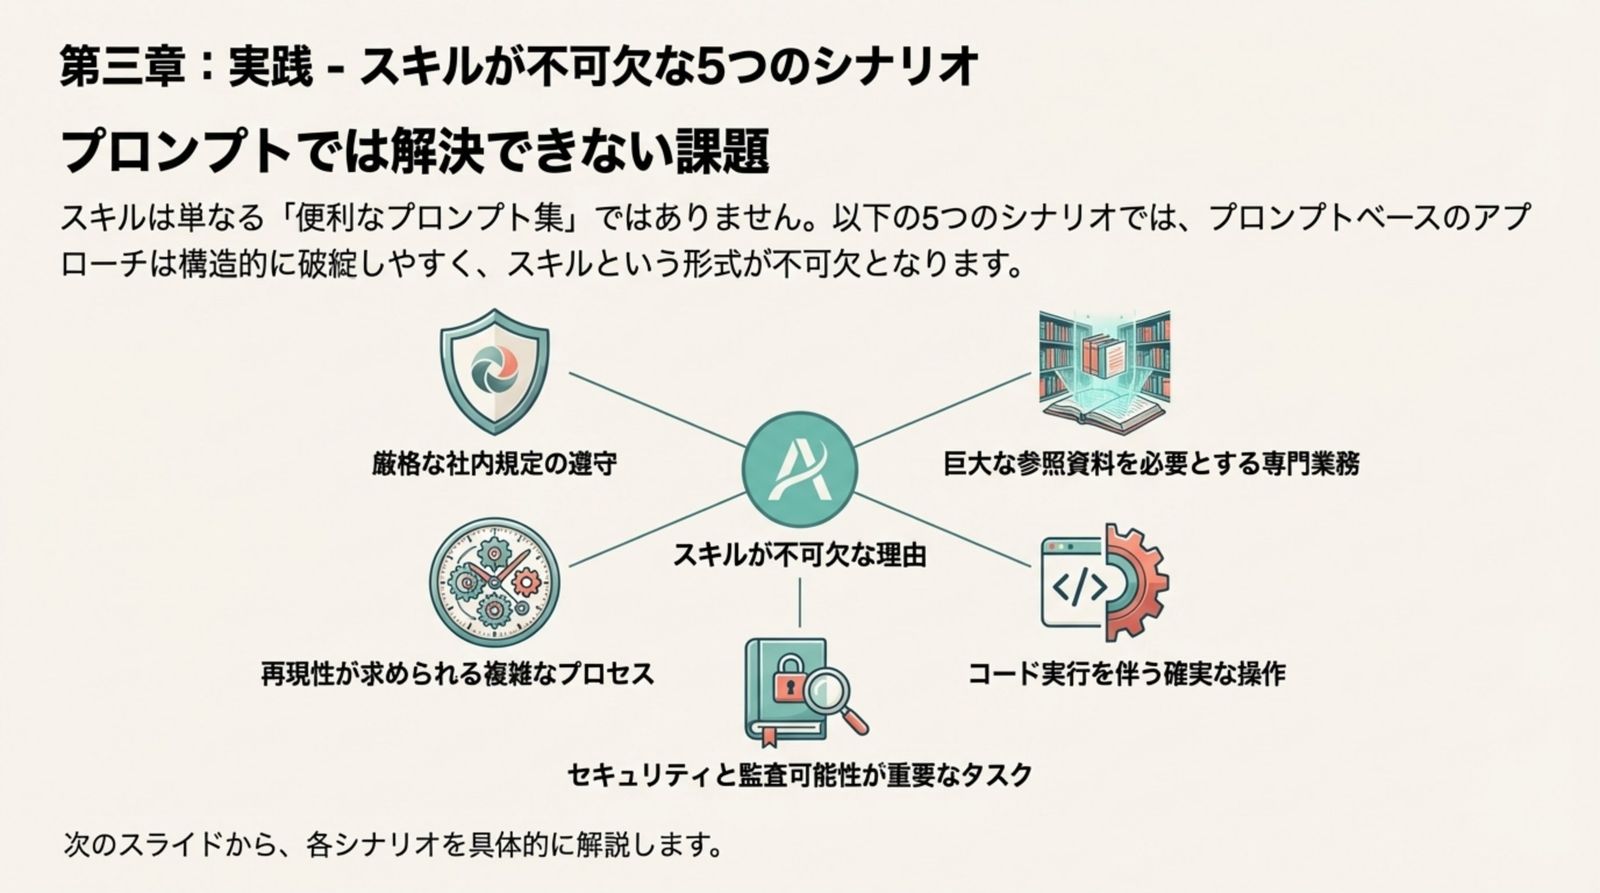 第三章：実践 - スキルが不可欠な5つのシナリオ
プロンプトでは解決できない課題
スキルは単なる「便利なプロンプト集」ではありません。以下の5つのシナリオでは、プロンプトベースのアプ
ローチは構造的に破綻しやすく、スキルという形式が不可欠となります。
厳格な社内規定の遵守
巨大な参照資料を必要とする専門業務
スキルが不可欠な理由
</>
再現性が求められる複雑なプロセス
コード実行を伴う確実な操作
セキュリティと監査可能性が重要なタスク
次のスライドから、各シナリオを具体的に解説します。